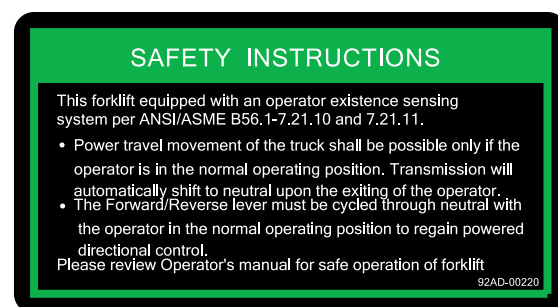 SAFETY INSTRUCTIONS
This forklift equipped with an operator existence sensing
system per ANSI/ASME B56.1-7.21.10 and 7.21.11.
• Power travel movement of the truck shall be possible only if the
operator is in the normal operating position. Transmission will
automatically shift to neutral upon the exiting of the operator.
• The Forward/Reverse lever must be cycled through neutral with
the operator in the normal operating position to regain powered
directional control.
Please review Operator's manual for safe operation of forklift
92AD-00220